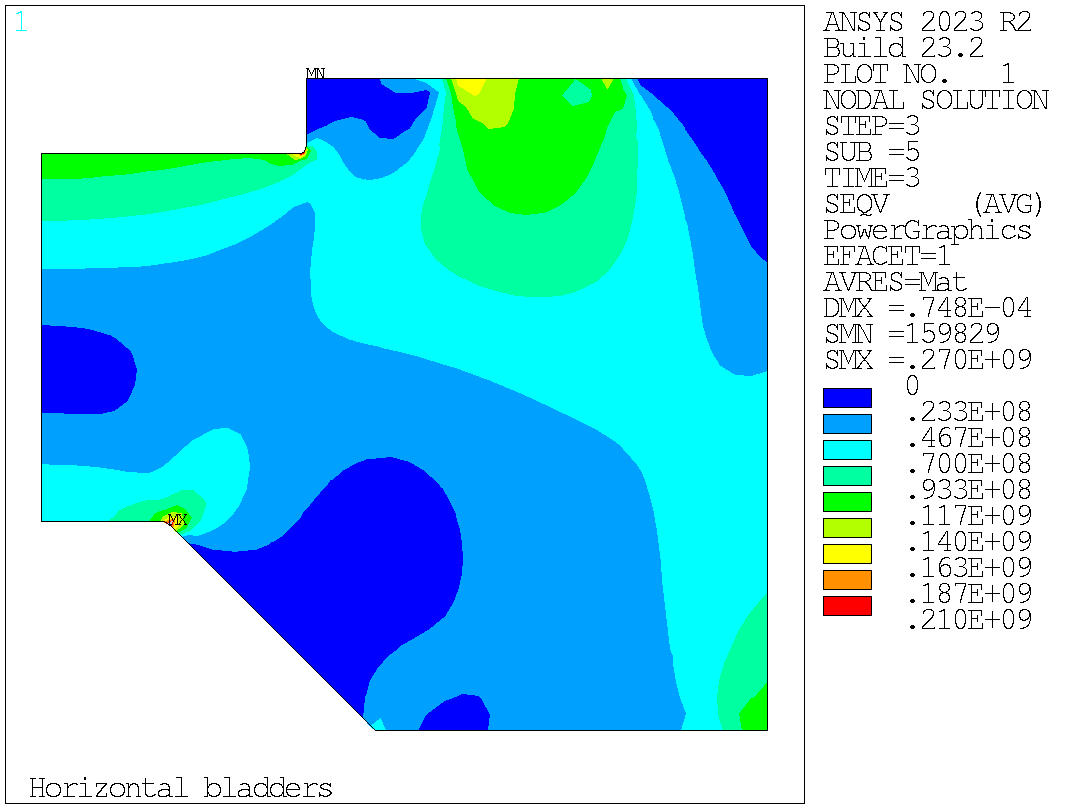 1
ANSYS 2023 R2
Build 23.2
PLOT NO.   1
NODAL SOLUTION
STEP=3
SUB =5
TIME=3
SEQV     (AVG)
PowerGraphics
EFACET=1
AVRES=Mat
DMX =.748E-04
SMN =159829
SMX =.270E+09
0
.233E+08
.467E+08
.700E+08
.933E+08
.117E+09
.140E+09
.163E+09
.187E+09
.210E+09
MN
MX
Horizontal bladders